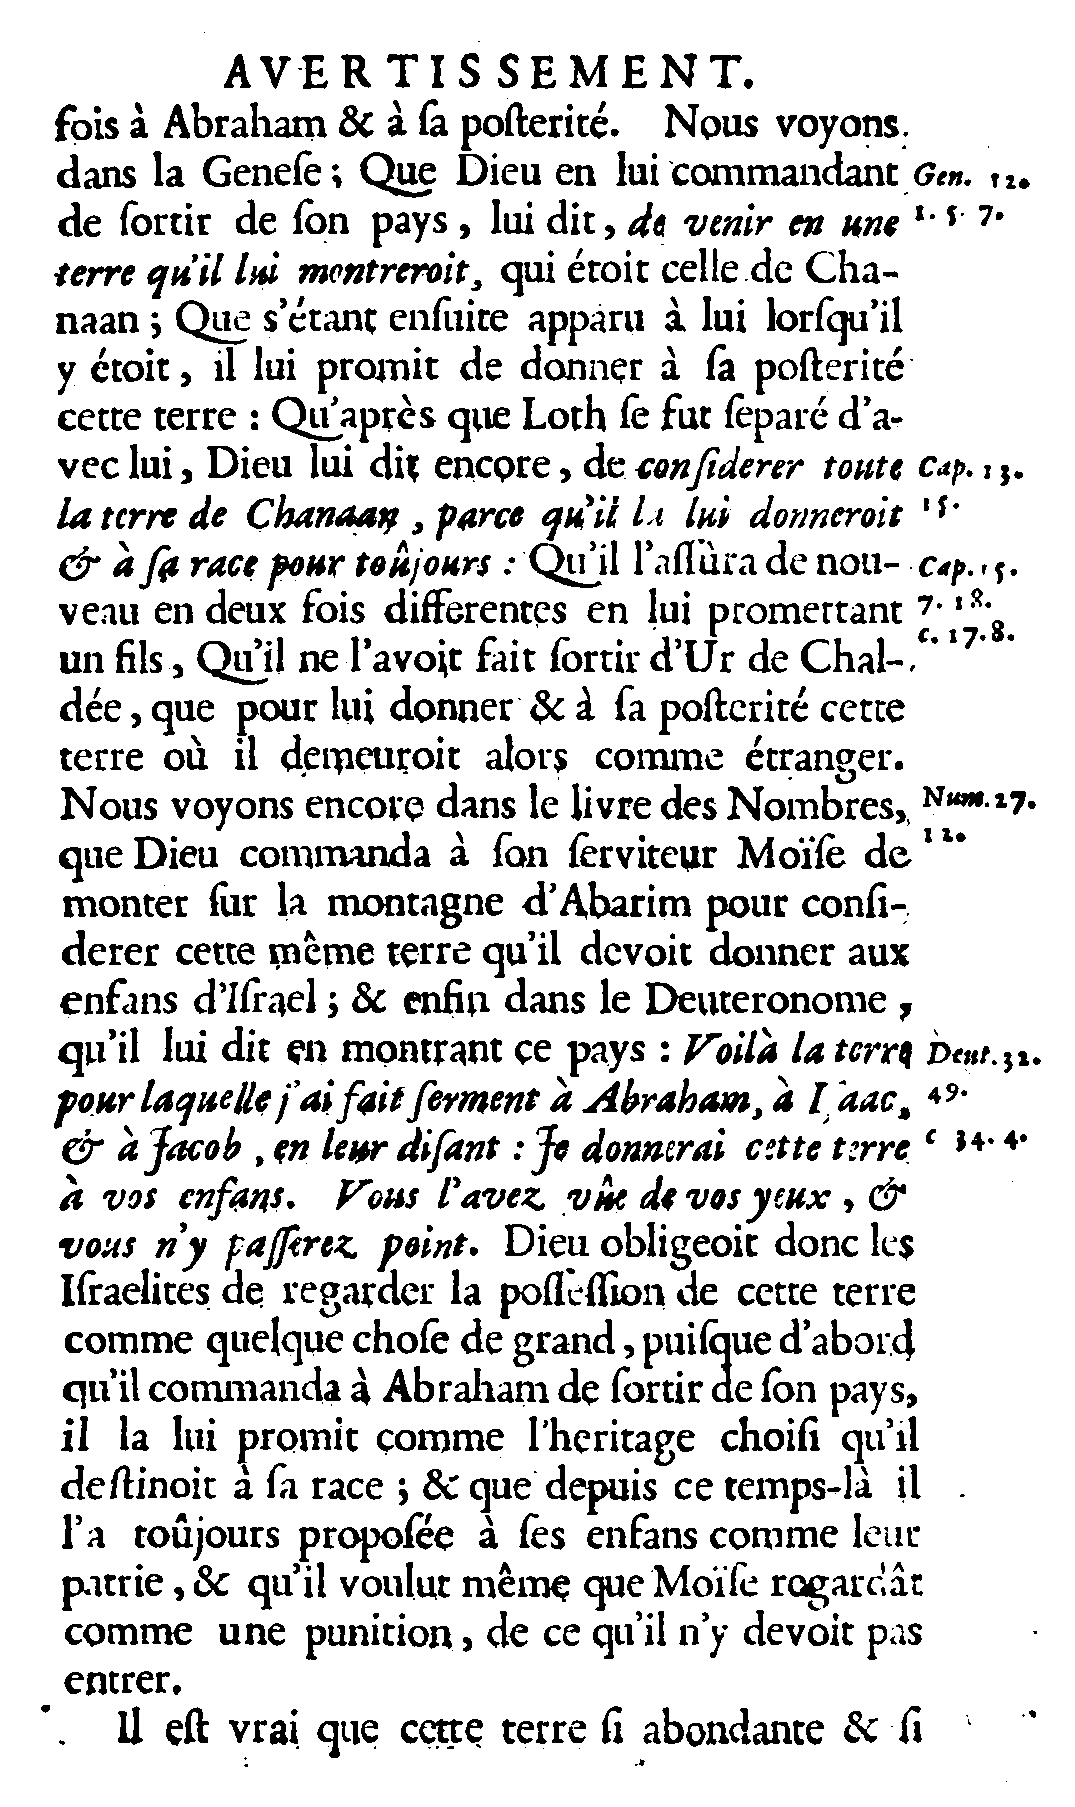 AVERTISSEMENT.
fois à Abraham & à ſa poſterité. Nous voyons
dans la Geneſe ; Que Dieu en lui commandant Gen. 12.
de ſortir de ſon pays , lui dit , de venir en une 1. 5. 7.
terre qu'il lui montreroit, qui étoit celle de Cha-
naan ; Que s'étant enſuite apparu à lui lorſqu'il
y étoit , il lui promit de donner à ſa poſterité
cette terre : Qu'après que Loth ſe fut ſeparé d'a-
vec lui , Dieu lui dit encore , de conſiderer toute Cap. 13.
la terre de Chanaan , parce qu'il la lui donneroit 15.
& à ſa race pour toûjours : Qu'il l'aſſûra de nou- Cap. 15.
veau en deux fois differentes en lui promettant 7. 18.
un fils , Qu'il ne l'avoit fait ſortir d'Ur de Chal- c. 17. 8.
dée , que pour lui donner & à ſa poſterité cette
terre où il demeuroit alors comme étranger.
Nous voyons encore dans le livre des Nombres, Num. 27.
que Dieu commanda à ſon ſerviteur Moïſe de 12.
monter ſur la montagne d'Abarim pour conſi-
derer cette même terre qu'il devoit donner aux
enfans d'Iſrael ; & enfin dans le Deuteronome ,
qu'il lui dit en montrant ce pays : Voilà la terre Deut. 32.
pour laquelle j'ai fait ſerment à Abraham, à Iſaac, 49.
& à Jacob , en leur diſant : Je donnerai cette terre c 34. 4.
à vos enfans. Vous l'avez vûe de vos yeux , &
vous n'y paſſerez point. Dieu obligeoit donc les
Iſraelites de regarder la poſſeſſion de cette terre
comme quelque choſe de grand , puiſque d'abord
qu'il commanda à Abraham de ſortir de ſon pays,
il la lui promit comme l'heritage choiſi qu'il
deſtinoit à ſa race ; & que depuis ce temps-là il
l'a toûjours propoſée à ſes enfans comme leur
patrie , & qu'il voulut même que Moïſe regardât
comme une punition , de ce qu'il n'y devoit pas
entrer.
Il eſt vrai que cette terre ſi abondante & ſi